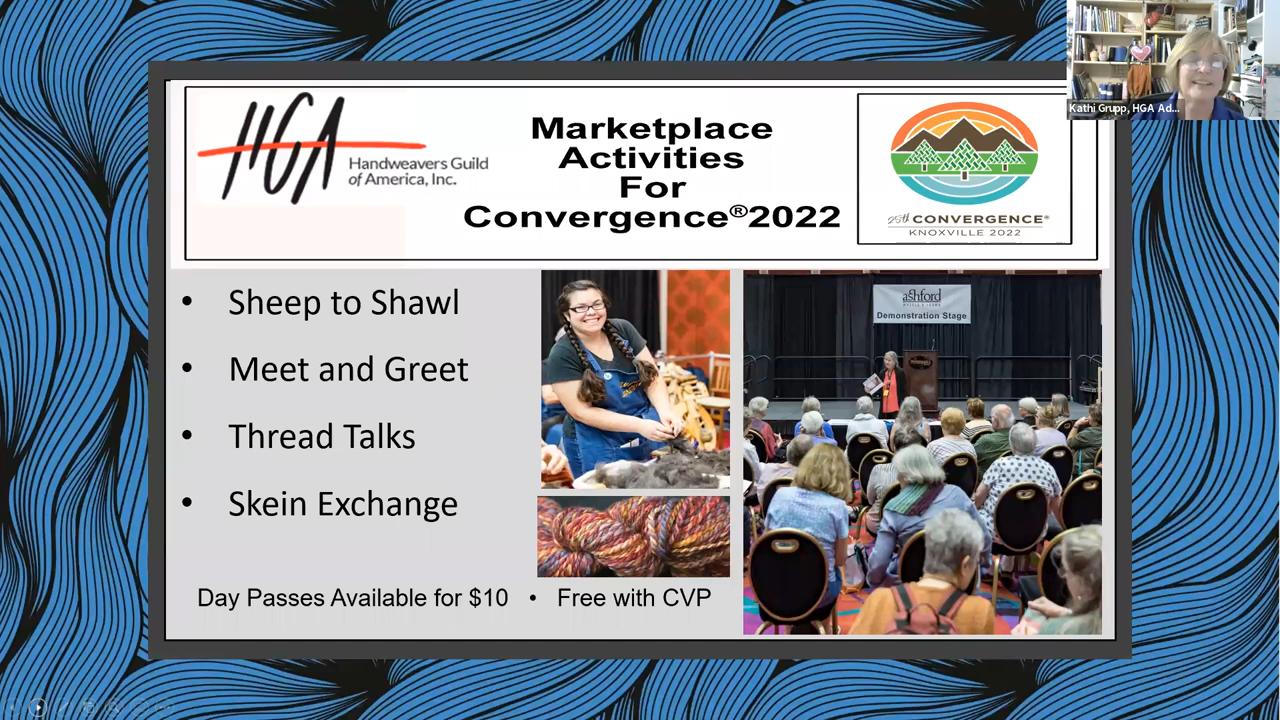 Kathi Grupp, HGA Ad...
HGA
Handweavers Guild
of America, Inc.
Marketplace
Activities
For
Convergence®2022
25th CONVERGENCE®
KNOXVILLE 2022
• Sheep to Shawl
• Meet and Greet
• Thread Talks
• Skein Exchange
ashford
Demonstration Stage
Day Passes Available for $10 • Free with CVP